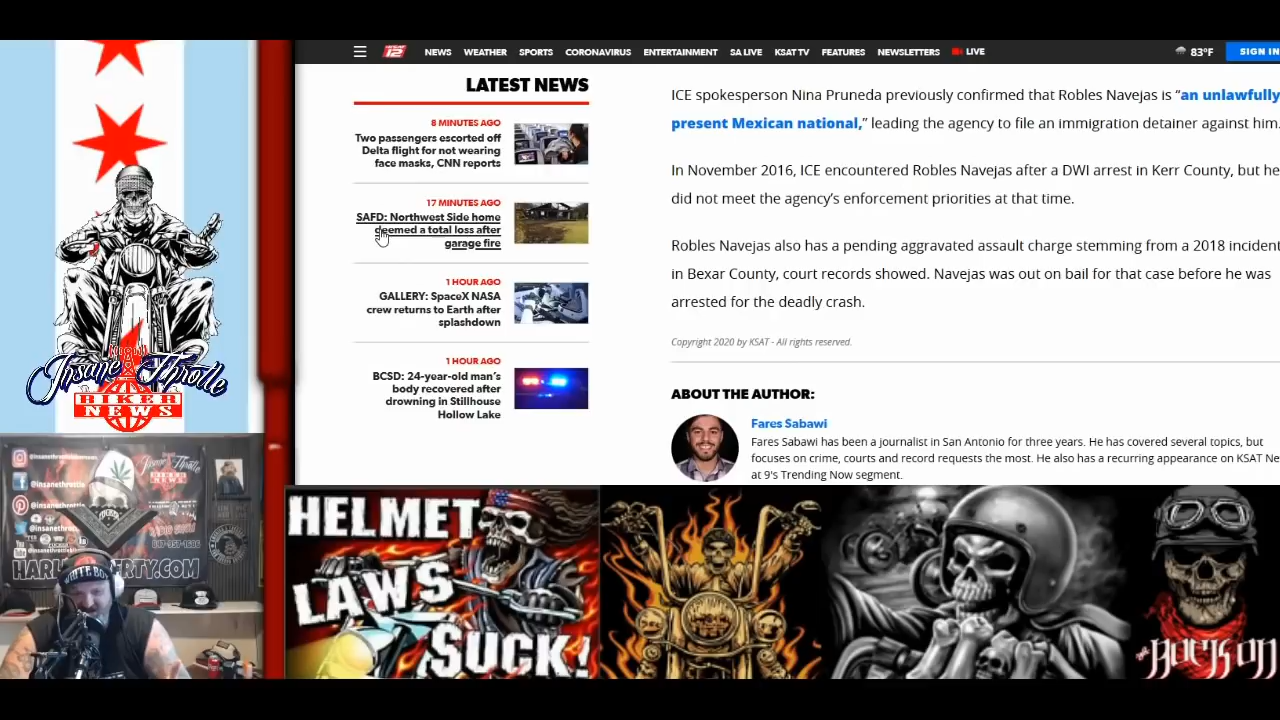 12
NEWS
WEATHER
SPORTS
CORONAVIRUS
ENTERTAINMENT
SA LIVE
KSAT TV
FEATURES
NEWSLETTERS
LIVE
83°F
SIGN IN
LATEST NEWS
8 MINUTES AGO
Two passengers escorted off
Delta flight for not wearing
face masks, CNN reports
17 MINUTES AGO
SAFD: Northwest Side home
deemed a total loss after
garage fire
1 HOUR AGO
GALLERY: SpaceX NASA
crew returns to Earth after
splashdown
1 HOUR AGO
BCSD: 24-year-old man’s
body recovered after
drowning in Stillhouse
Hollow Lake
ICE spokesperson Nina Pruneda previously confirmed that Robles Navejas is “an unlawfully
present Mexican national,” leading the agency to file an immigration detainer against him.
In November 2016, ICE encountered Robles Navejas after a DWI arrest in Kerr County, but he
did not meet the agency’s enforcement priorities at that time.
Robles Navejas also has a pending aggravated assault charge stemming from a 2018 incident
in Bexar County, court records showed. Navejas was out on bail for that case before he was
arrested for the deadly crash.
Copyright 2020 by KSAT - All rights reserved.
ABOUT THE AUTHOR:
Fares Sabawi
Fares Sabawi has been a journalist in San Antonio for three years. He has covered several topics, but
focuses on crime, courts and record requests the most. He also has a recurring appearance on KSAT Ne
at 9's Trending Now segment.
Insane Throttle
BIKER
NEWS
WHITE BOY
HELMET
LAWS
SUCK!